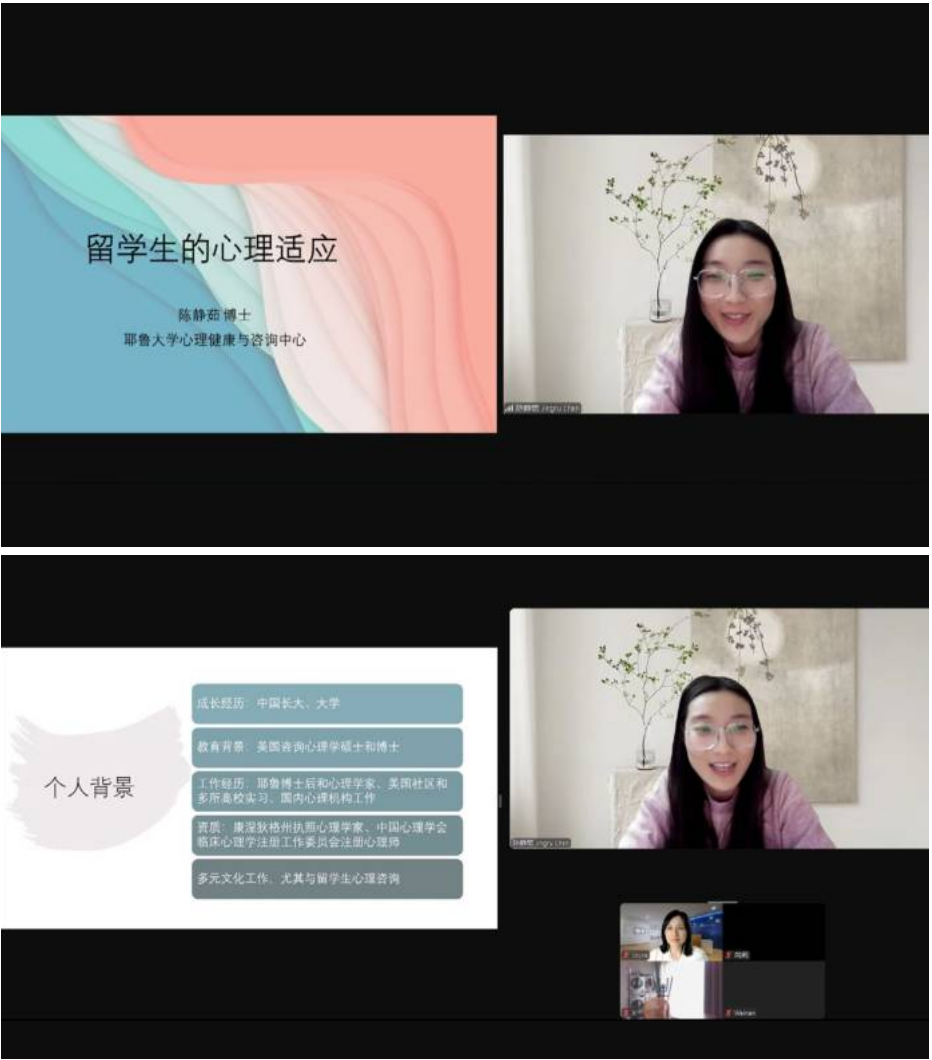 留学生的心理适应
陈静茹 博士
耶鲁大学心理健康与咨询中心
Jingru Chen
个人背景
成长经历：中国长大、大学
教育背景：美国咨询心理学硕士和博士
工作经历：耶鲁博士后和心理学家、美国社区和
多所高校实习、国内心理机构工作
资质：康涅狄格州执照心理学家、中国心理学会
临床心理学注册工作委员会注册心理师
多元文化工作，尤其与留学生心理咨询
Jingru Chen